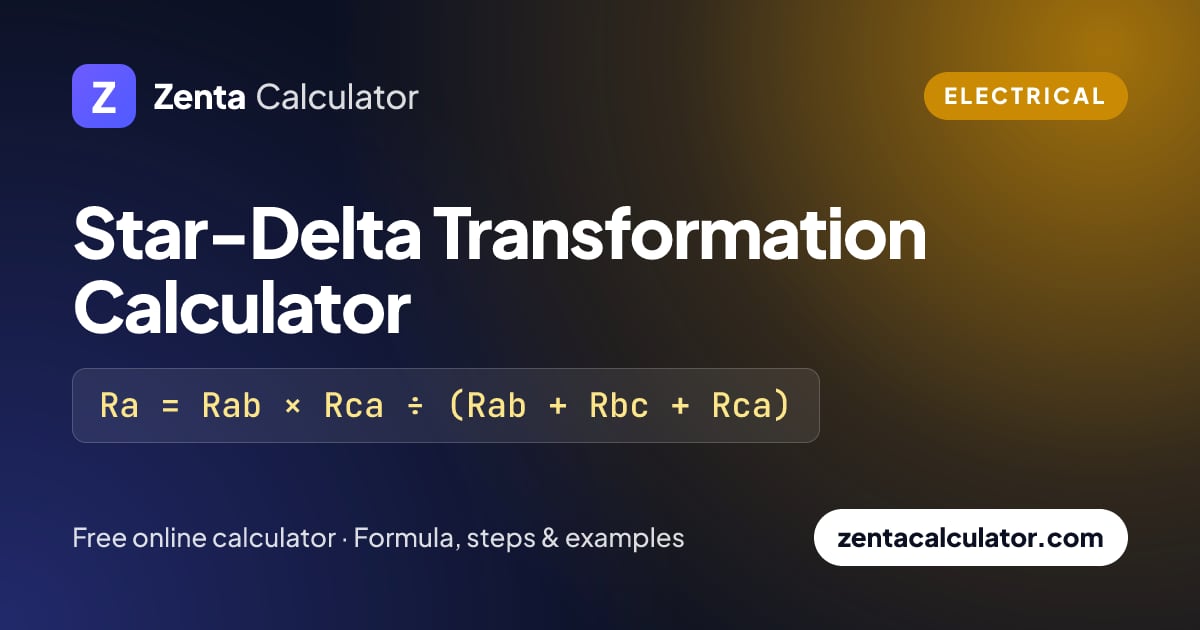 Z
Zenta Calculator
ELECTRICAL
Star–Delta Transformation
Calculator
Ra = Rab × Rca ÷ (Rab + Rbc + Rca)
Free online calculator · Formula, steps & examples
zentacalculator.com